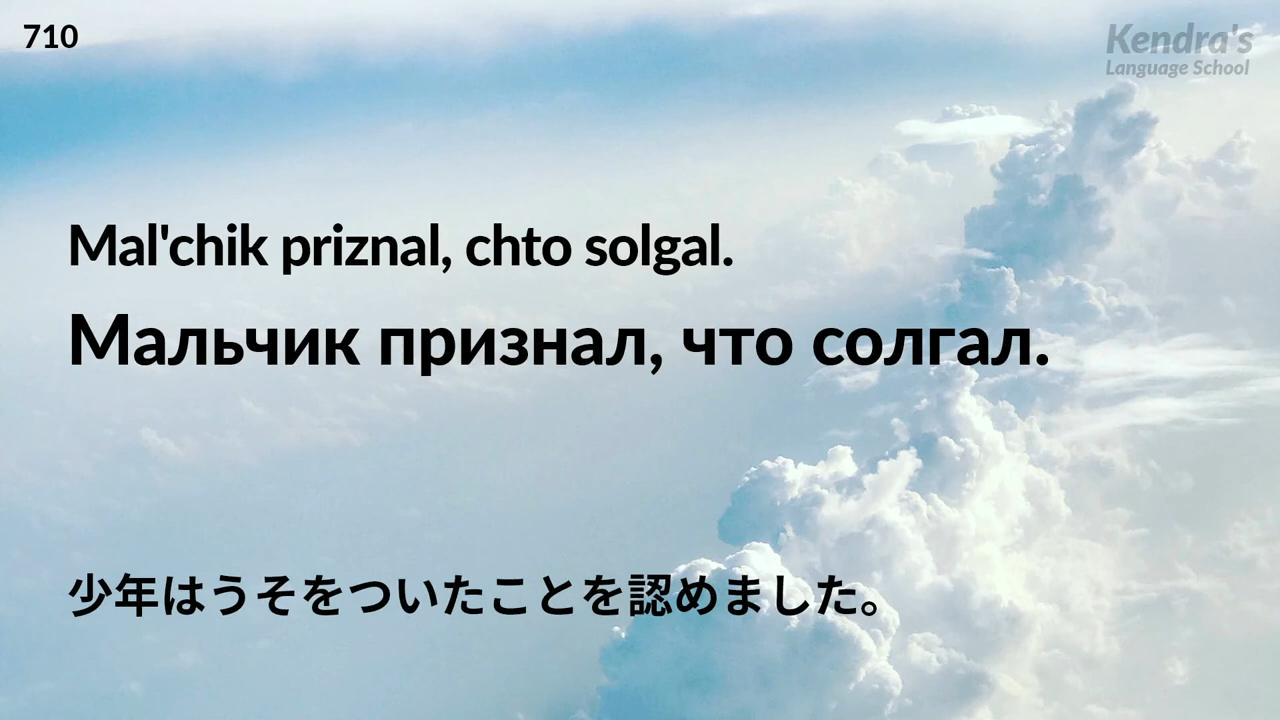 710
Kendra's
Language School
Mal'chik priznal, chto solgal.
Мальчик признал, что солгал.
少年はうそをついたことを認めました。